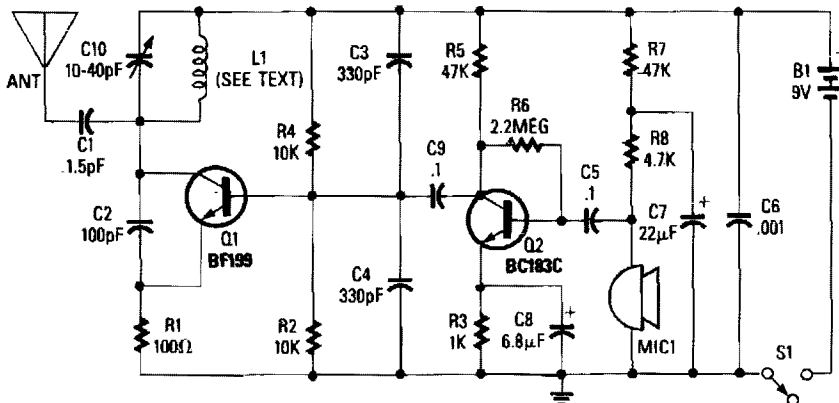 ANT
C10
10-40pF
L1
(SEE TEXT)
C3
330pF
R5
47K
R7
47K
B1
9V
C1
1.5pF
R4
10K
R6
2.2MEG
C9
.1
C5
.1
R8
4.7K
C7
22µF
+
C6
.001
C2
100pF
Q1
BF199
Q2
BC183C
C4
330pF
R1
100Ω
R2
10K
R3
1K
C8
6.8µF
+
MIC1
S1